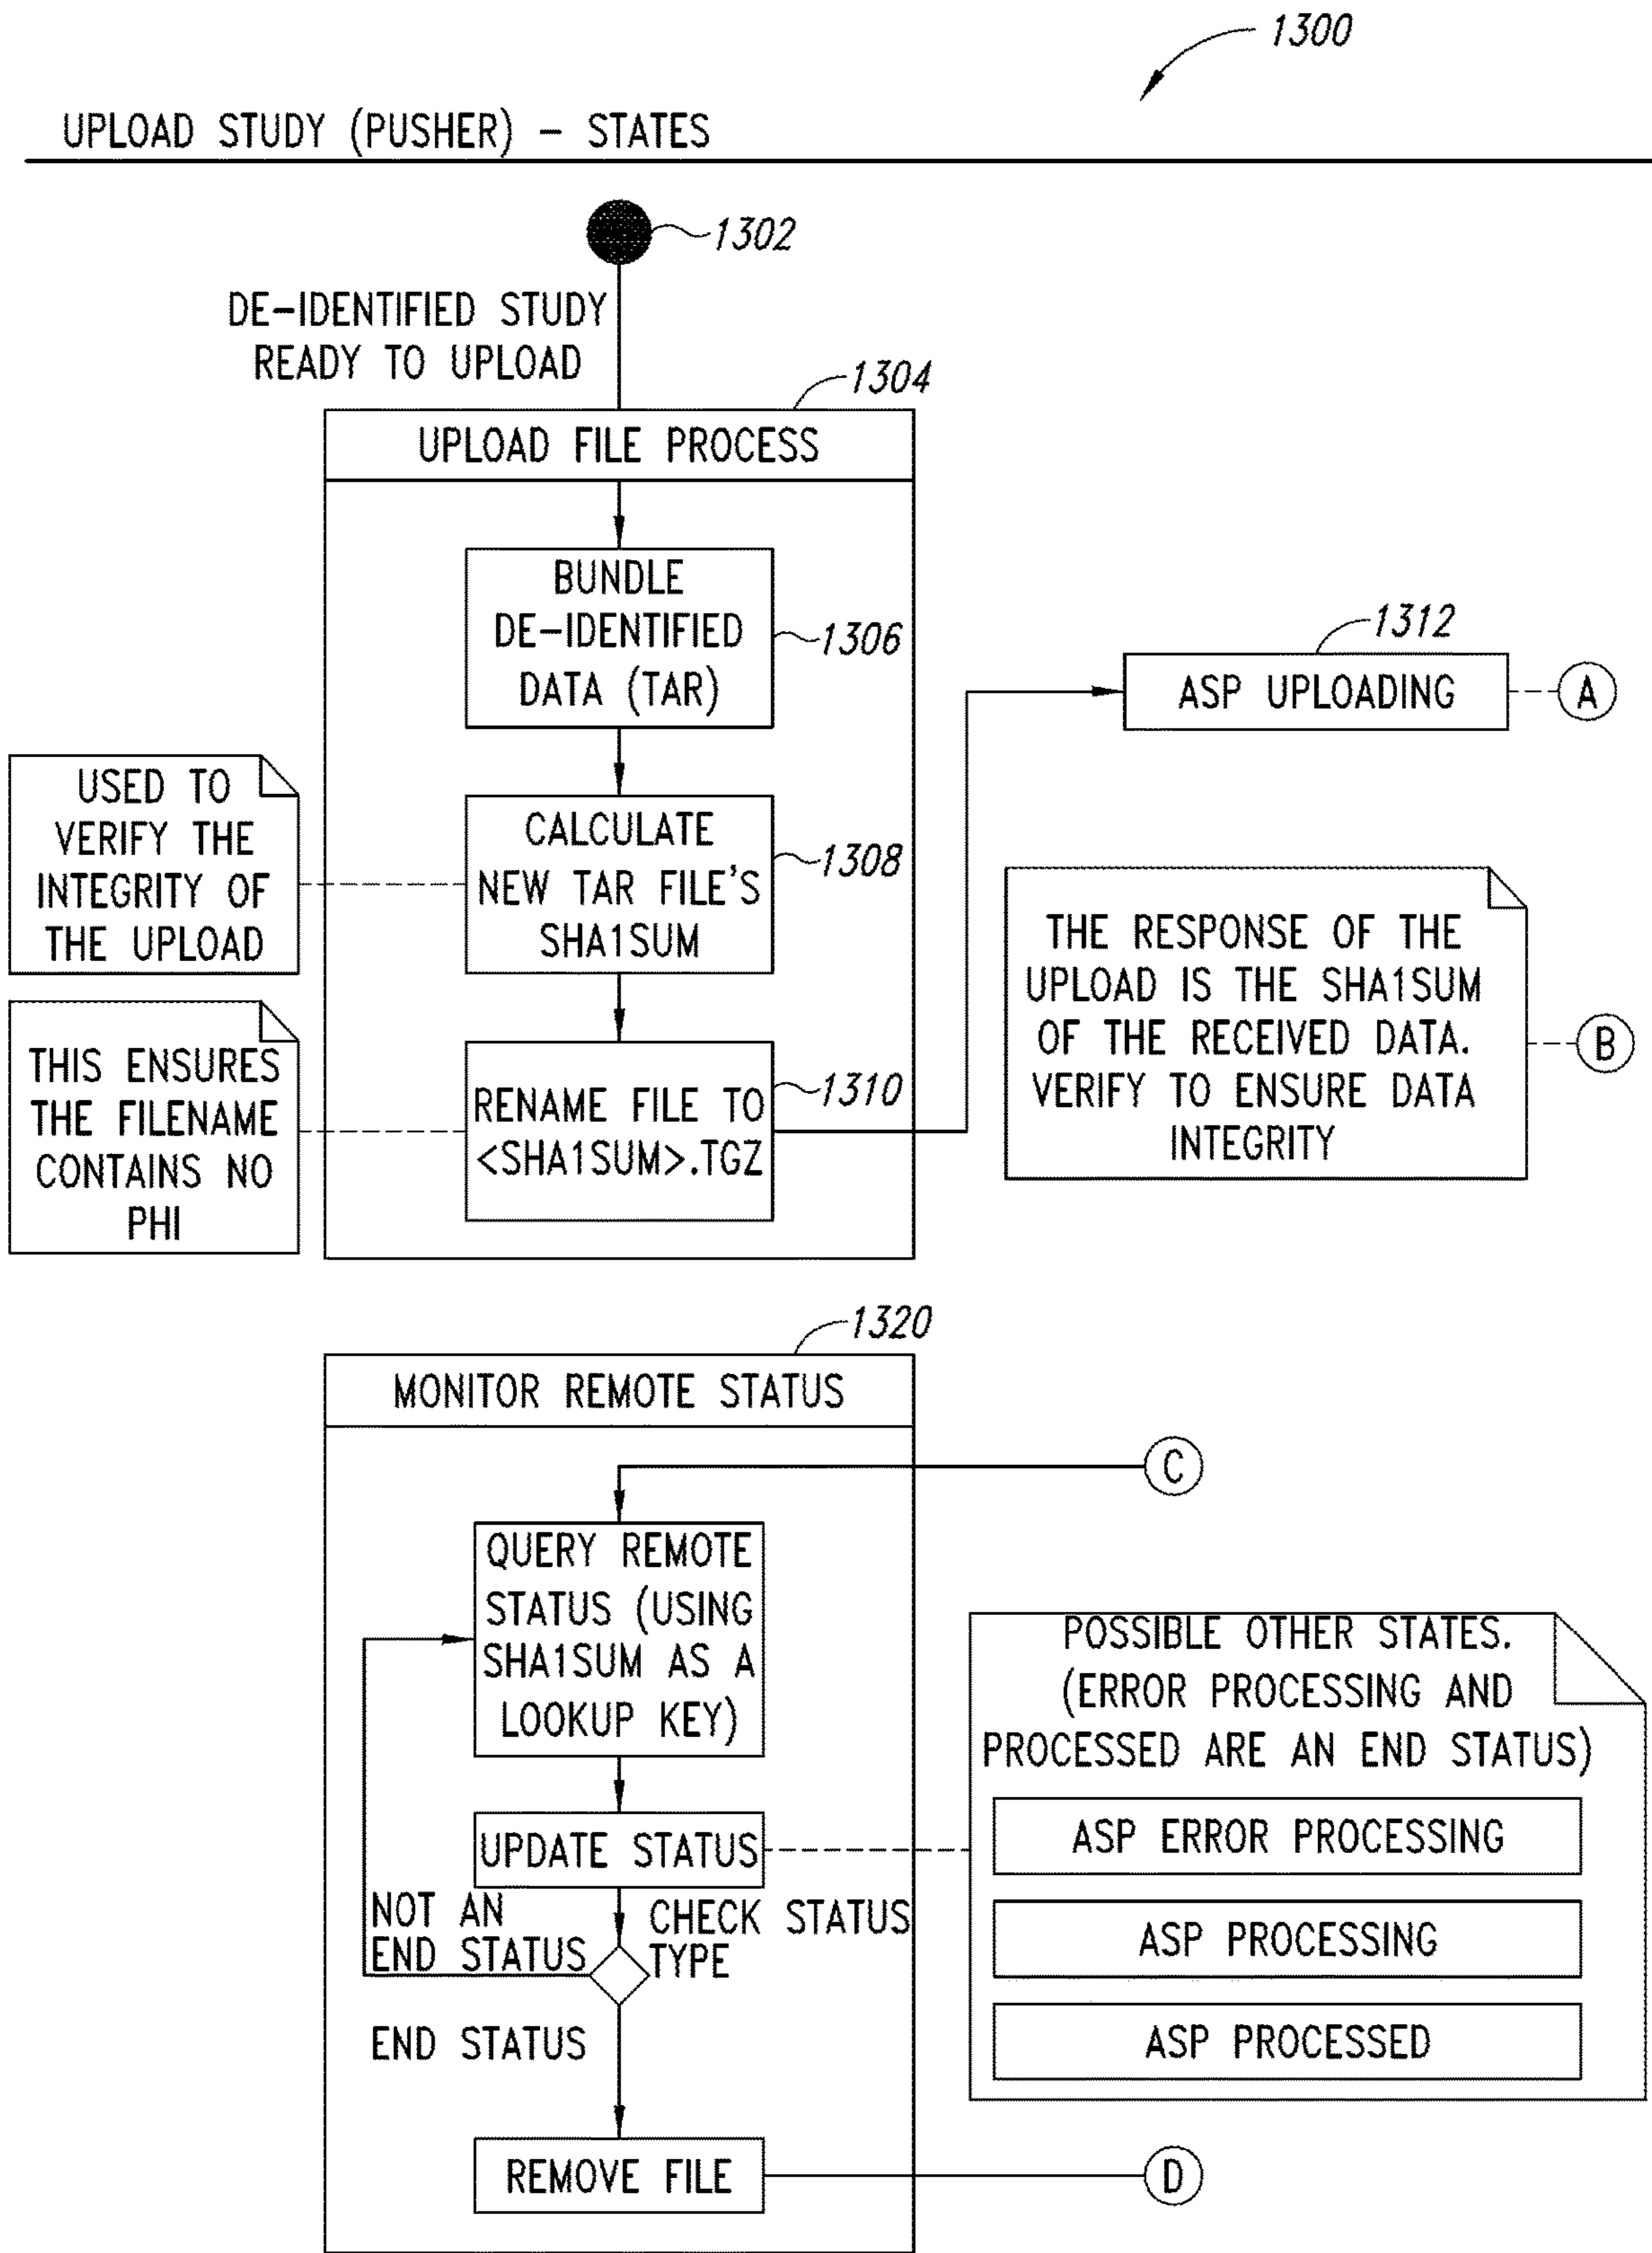 1300
UPLOAD STUDY (PUSHER) – STATES
1302
DE–IDENTIFIED STUDY
READY TO UPLOAD
1304
UPLOAD FILE PROCESS
BUNDLE
DE–IDENTIFIED
DATA (TAR)
1306
1312
ASP UPLOADING
A
USED TO
VERIFY THE
INTEGRITY OF
THE UPLOAD
CALCULATE
NEW TAR FILE'S
SHA1SUM
1308
THE RESPONSE OF THE
UPLOAD IS THE SHA1SUM
OF THE RECEIVED DATA.
VERIFY TO ENSURE DATA
INTEGRITY
B
THIS ENSURES
THE FILENAME
CONTAINS NO
PHI
RENAME FILE TO
<SHA1SUM>.TGZ
1310
1320
MONITOR REMOTE STATUS
C
QUERY REMOTE
STATUS (USING
SHA1SUM AS A
LOOKUP KEY)
POSSIBLE OTHER STATES.
(ERROR PROCESSING AND
PROCESSED ARE AN END STATUS)
UPDATE STATUS
ASP ERROR PROCESSING
NOT AN
END STATUS
CHECK STATUS
TYPE
ASP PROCESSING
END STATUS
ASP PROCESSED
REMOVE FILE
D